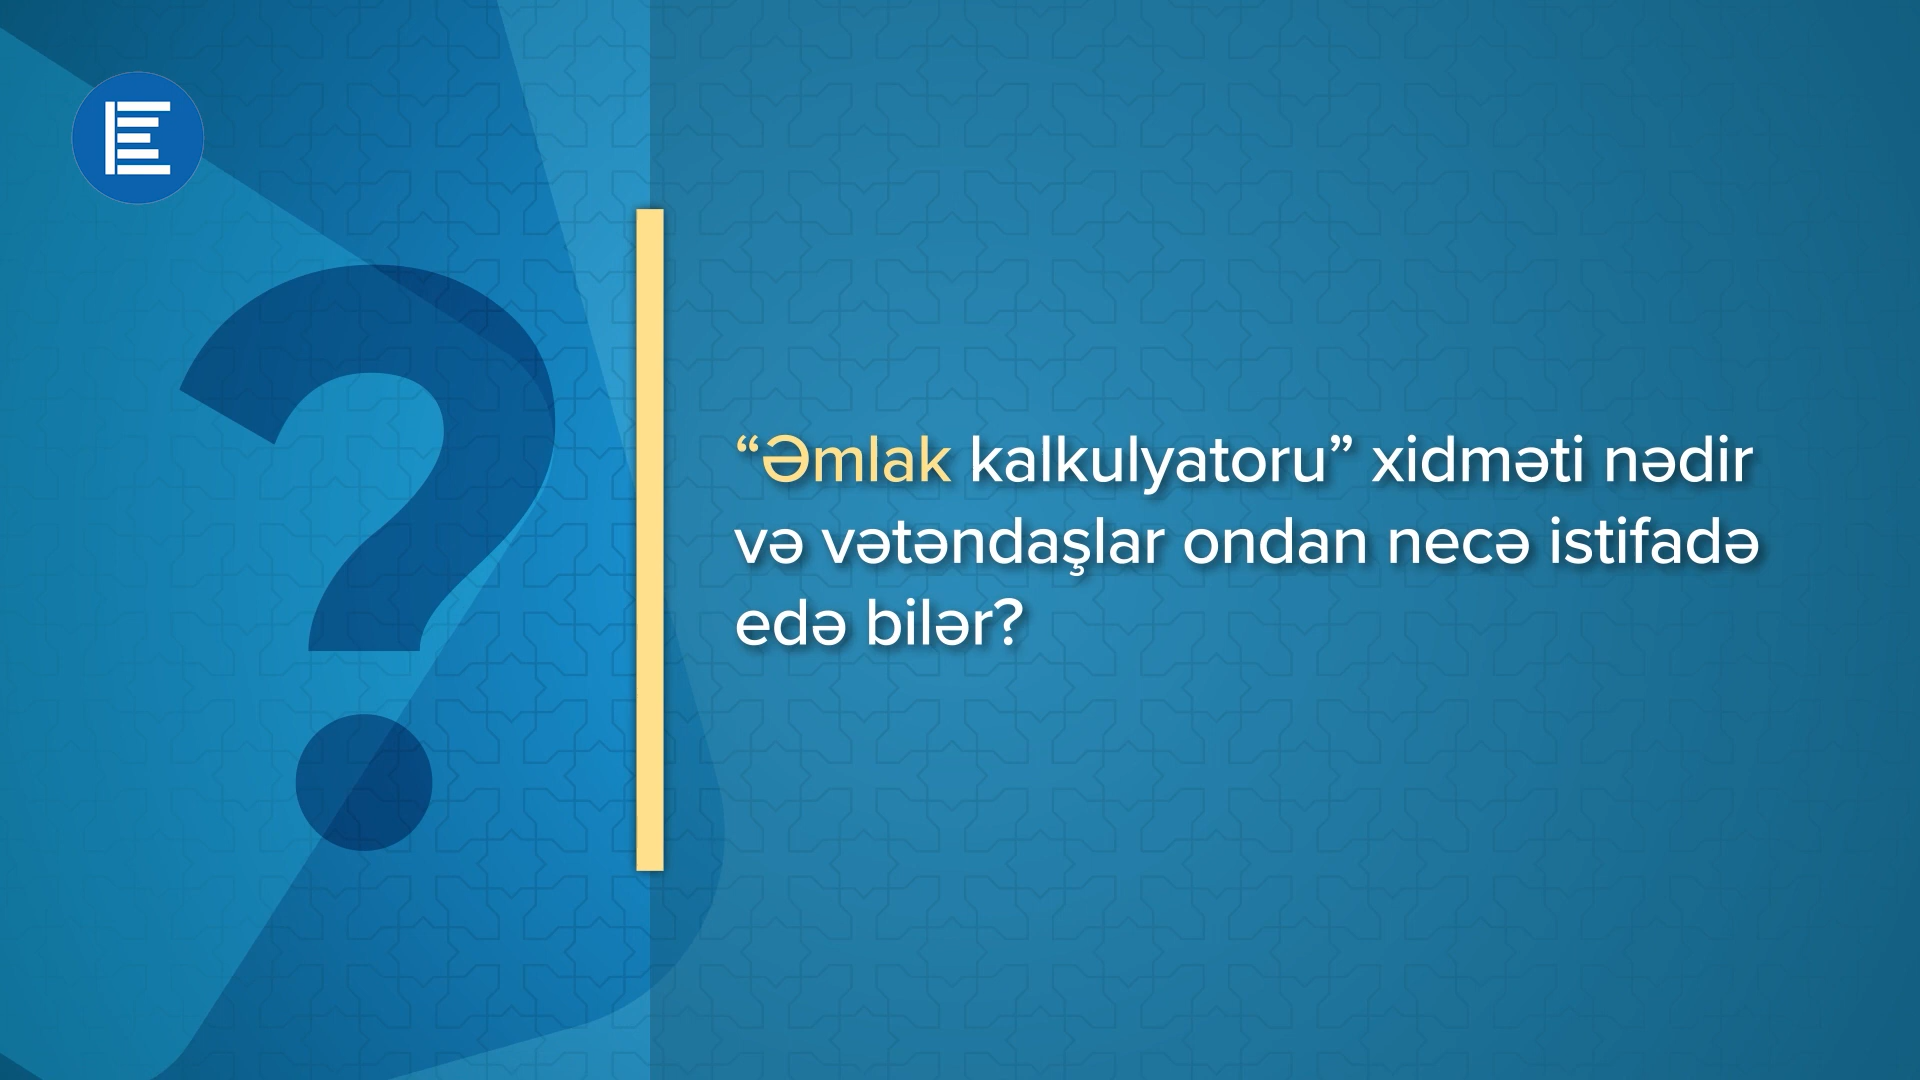 “Əmlak kalkulyatoru” xidməti nədir
və vətəndaşlar ondan necə istifadə
edə bilər?